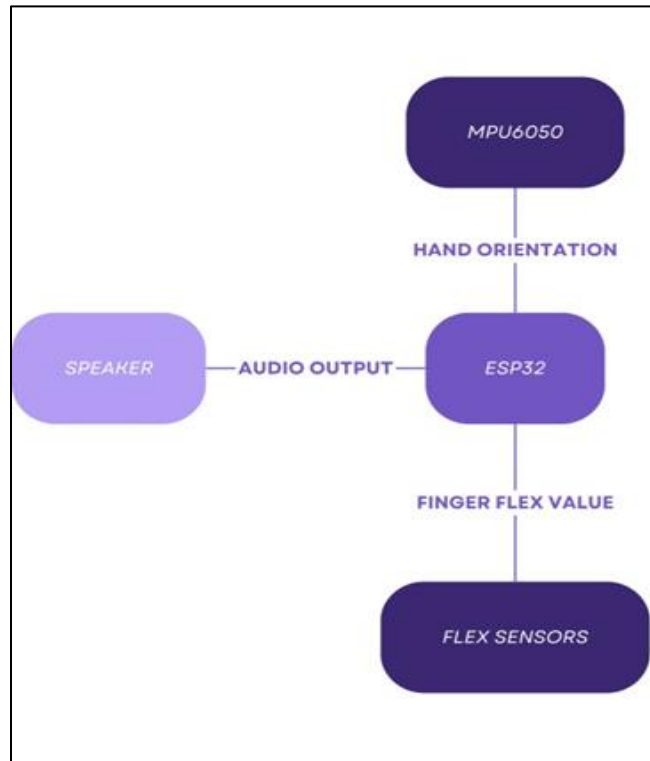 MPU6050
HAND ORIENTATION
SPEAKER
AUDIO OUTPUT
ESP32
FINGER FLEX VALUE
FLEX SENSORS